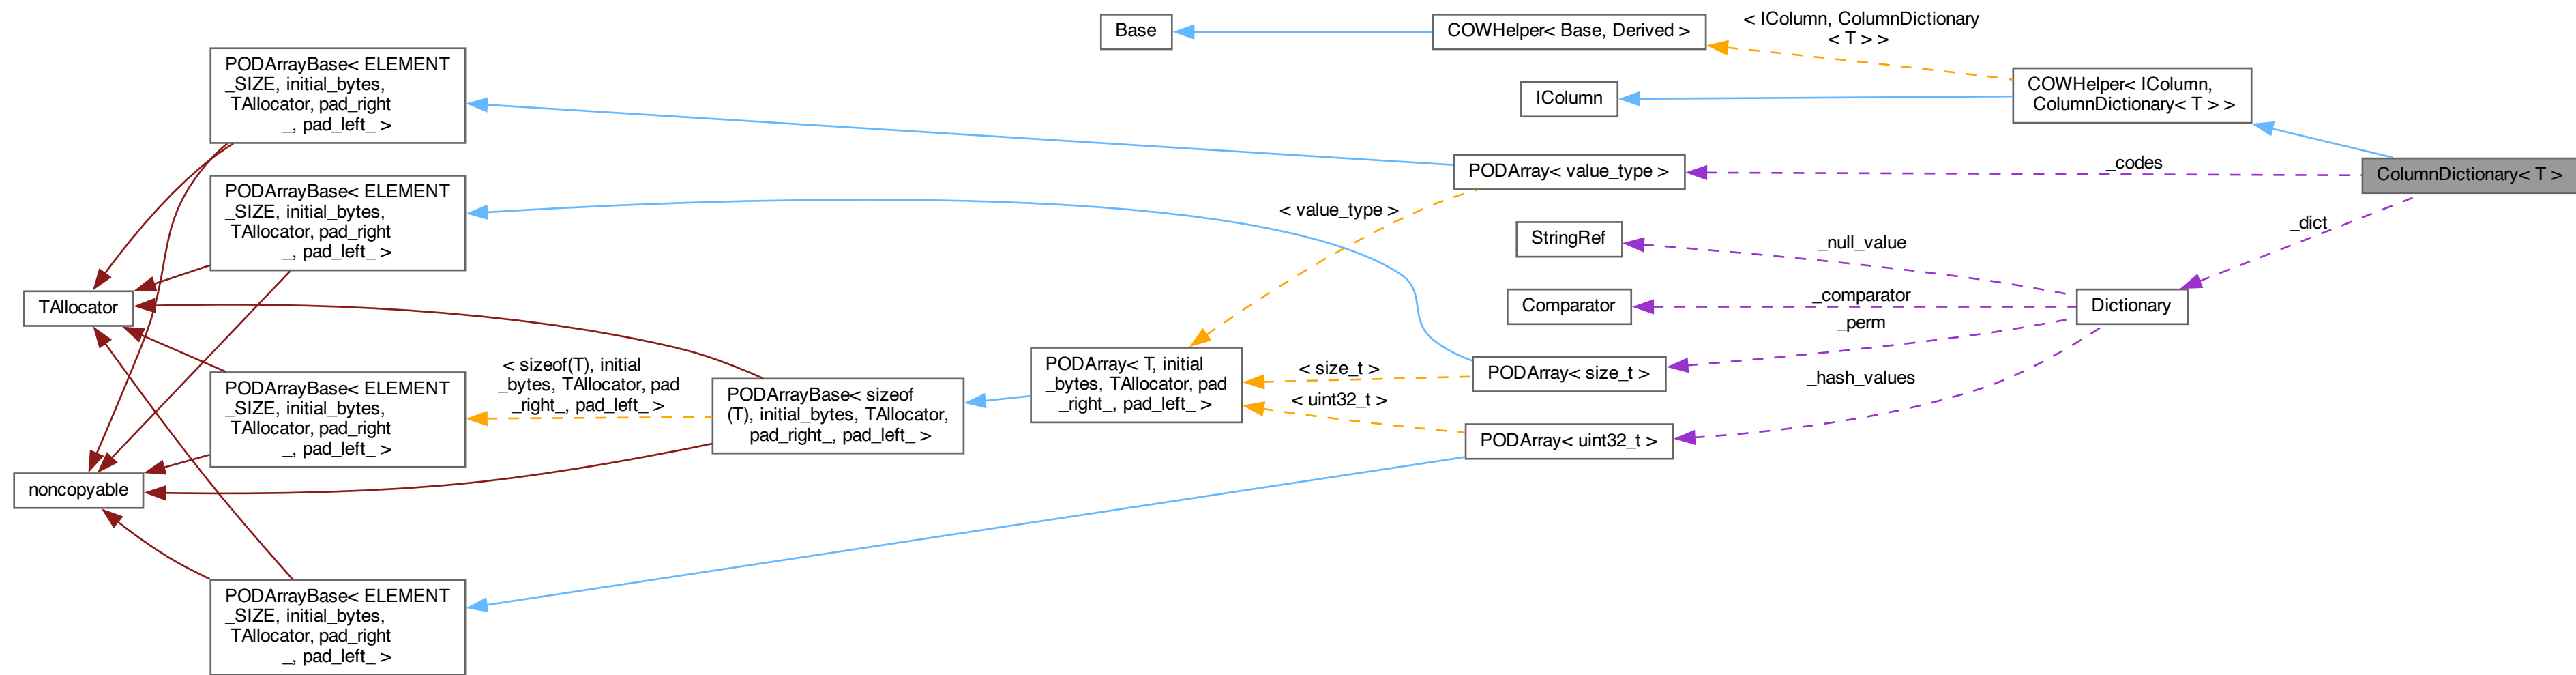 Base
COWHelper< Base, Derived >
< IColumn, ColumnDictionary
< T > >
PODArrayBase< ELEMENT
_SIZE, initial_bytes,
TAllocator, pad_right
_, pad_left_ >
IColumn
COWHelper< IColumn,
ColumnDictionary< T > >
PODArray< value_type >
_codes
ColumnDictionary< T >
PODArrayBase< ELEMENT
_SIZE, initial_bytes,
TAllocator, pad_right
_, pad_left_ >
< value_type >
StringRef
_null_value
_dict
TAllocator
Comparator
_comparator
Dictionary
_perm
PODArrayBase< ELEMENT
_SIZE, initial_bytes,
TAllocator, pad_right
_, pad_left_ >
< sizeof(T), initial
_bytes, TAllocator, pad
_right_, pad_left_ >
PODArrayBase< sizeof
(T), initial_bytes, TAllocator,
pad_right_, pad_left_ >
PODArray< T, initial
_bytes, TAllocator, pad
_right_, pad_left_ >
< size_t >
PODArray< size_t >
_hash_values
< uint32_t >
PODArray< uint32_t >
noncopyable
PODArrayBase< ELEMENT
_SIZE, initial_bytes,
TAllocator, pad_right
_, pad_left_ >